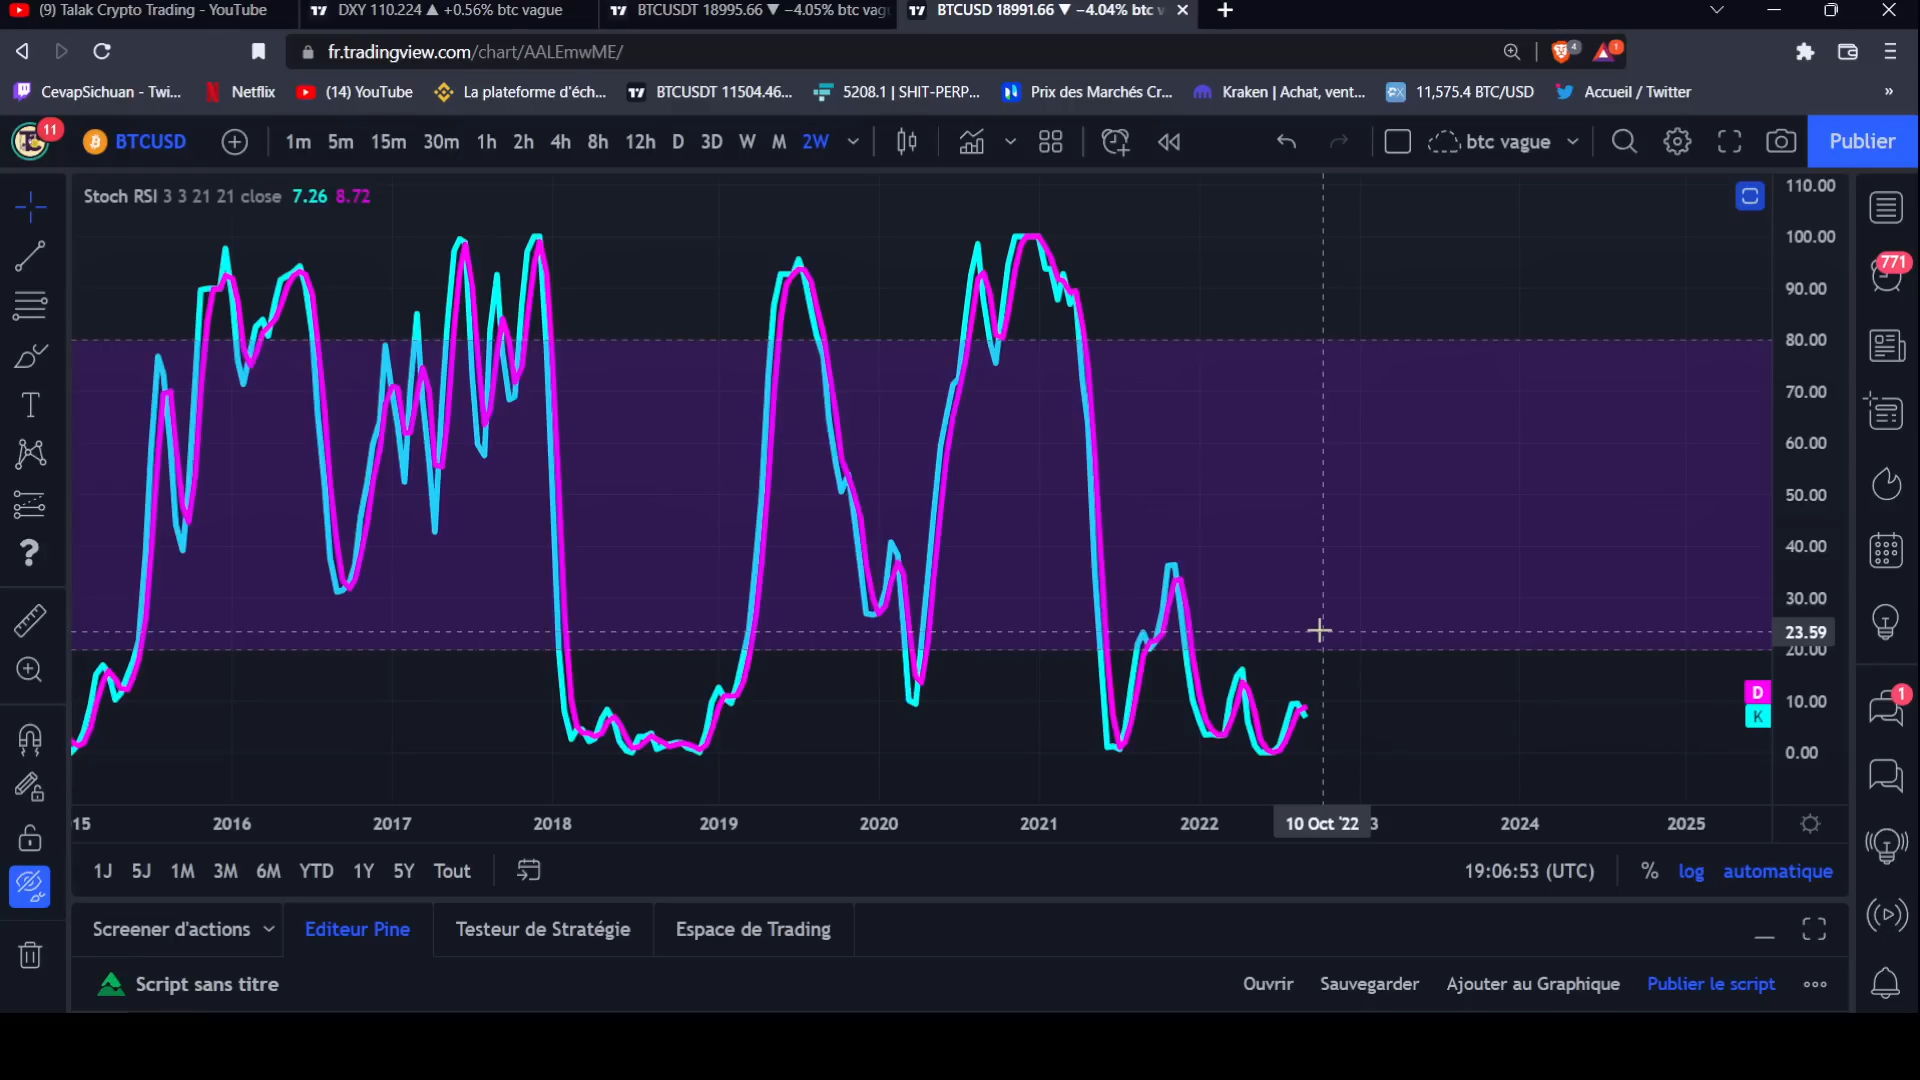 (9) Talak Crypto Trading - YouTube
DXY 110.224 ▲ +0.56% btc vague
BTCUSDT 18995.66 ▼ −4.05% btc vagu
BTCUSD 18991.66 ▼ −4.04% btc v
fr.tradingview.com/chart/AALEmwME/
4
1
CevapSichuan - Twi...
Netflix
(14) YouTube
La plateforme d'éch...
BTCUSDT 11504.46...
5208.1 | SHIT-PERP...
Prix des Marchés Cr...
Kraken | Achat, vent...
11,575.4 BTC/USD
Accueil / Twitter
»
11
BTCUSD
1m 5m 15m 30m 1h 2h 4h 8h 12h D 3D W M 2W
btc vague
Publier
Stoch RSI 3 3 21 21 close 7.26 8.72
110.00
100.00
90.00
80.00
70.00
60.00
50.00
40.00
30.00
23.59
20.00
10.00
0.00
D
K
771
1
15 2016 2017 2018 2019 2020 2021 2022 10 Oct '22 3 2024 2025
1J 5J 1M 3M 6M YTD 1Y 5Y Tout
19:06:53 (UTC) % log automatique
Screener d'actions
Editeur Pine
Testeur de Stratégie
Espace de Trading
Script sans titre
Ouvrir Sauvegarder Ajouter au Graphique Publier le script